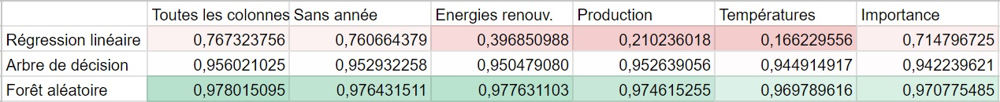 Toutes les colonnes Sans année Energies renouv. Production Températures Importance
Régression linéaire 0,767323756 0,760664379 0,396850988 0,210236018 0,166229556 0,714796725
Arbre de décision 0,956021025 0,952932258 0,950479080 0,952639056 0,944914917 0,942239621
Forêt aléatoire 0,978015095 0,976431511 0,977631103 0,974615255 0,969789616 0,970775485